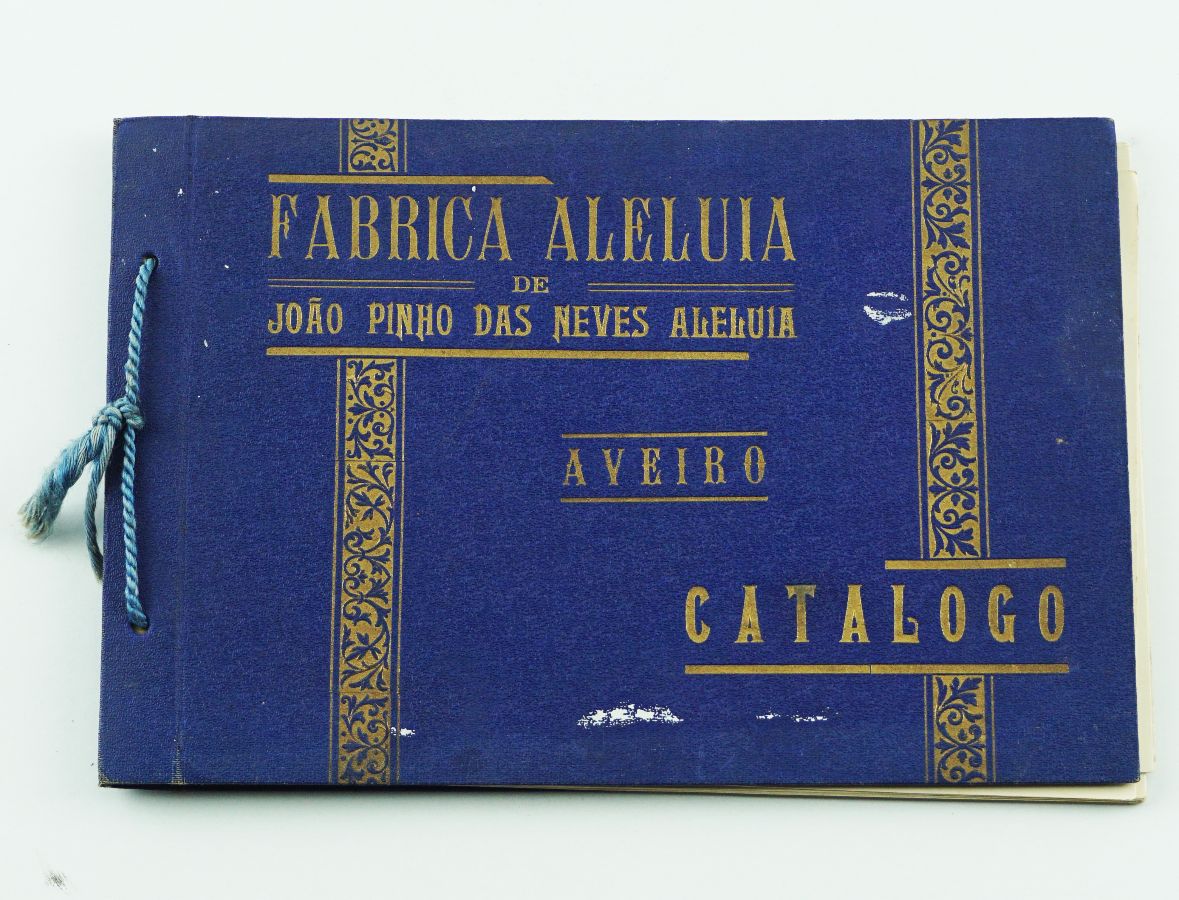 FABRICA ALELUIA
DE
JOÃO PINHO DAS NEVES ALELUIA
AVEIRO
CATALOGO